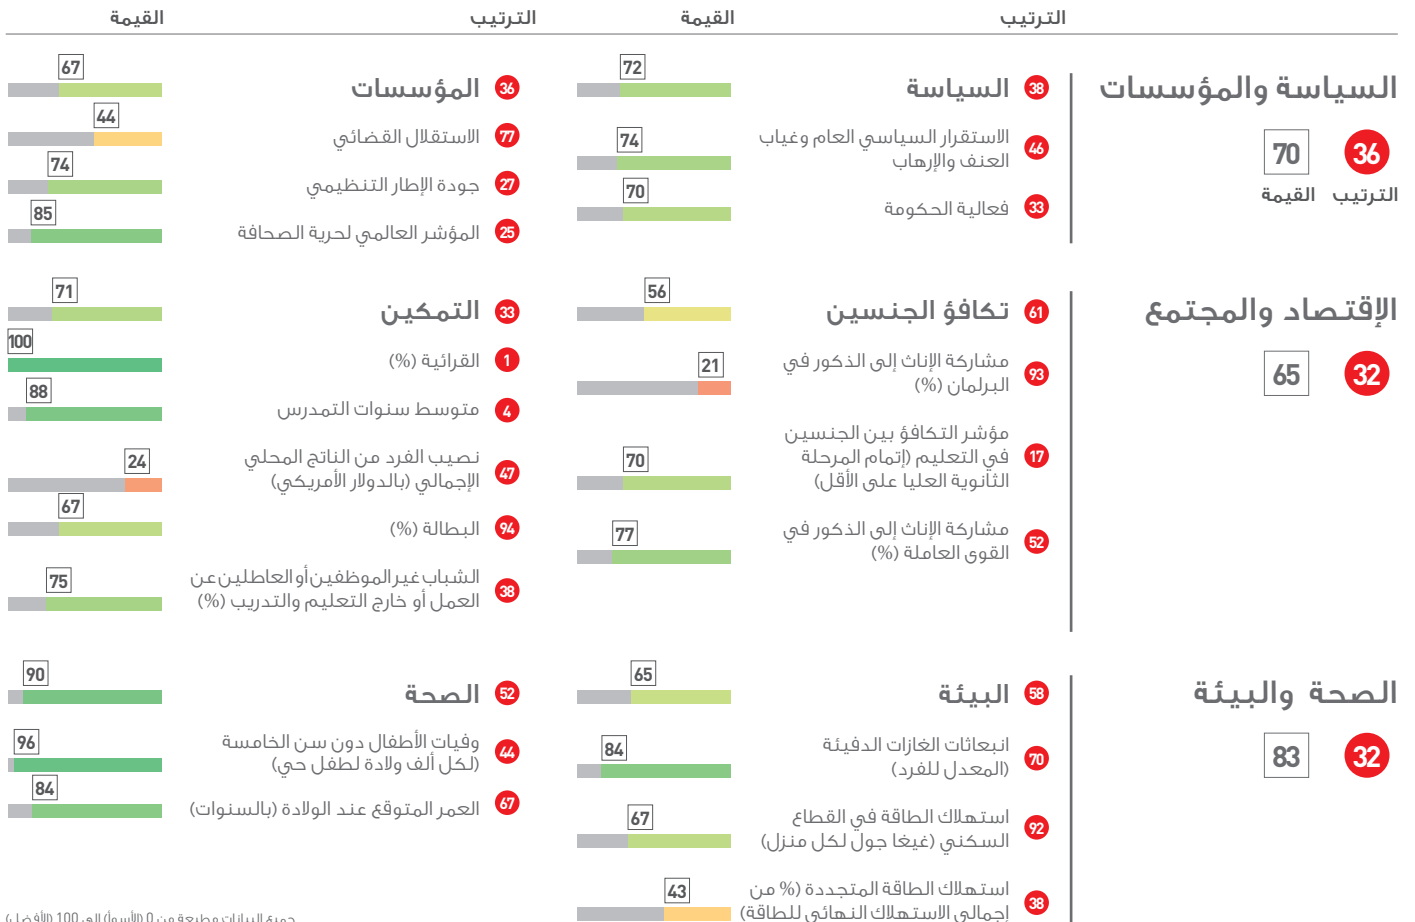 الترتيب القيمة الترتيب القيمة
السياسة والمؤسسات
36 70
الترتيب القيمة
38 السياسة 72
46 الاستقرار السياسي العام وغياب
العنف والإرهاب 74
33 فعالية الحكومة 70
36 المؤسسات 67
77 الاستقلال القضائي 44
27 جودة الإطار التنظيمي 74
25 المؤشر العالمي لحرية الصحافة 85
الإقتصاد والمجتمع
32 65
61 تكافؤ الجنسين 56
93 مشاركة الإناث إلى الذكور في
البرلمان (%) 21
مؤشر التكافؤ بين الجنسين
17 في التعليم (إتمام المرحلة 70
الثانوية العليا على الأقل)
52 مشاركة الإناث إلى الذكور في
القوى العاملة (%) 77
33 التمكين 71
1 القرائية (%) 100
4 متوسط سنوات التمدرس 88
47 نصيب الفرد من الناتج المحلي
الإجمالي (بالدولار الأمريكي) 24
94 البطالة (%) 67
38 الشباب غير الموظفين أو العاطلين عن
العمل أو خارج التعليم والتدريب (%) 75
الصحة والبيئة
32 83
58 البيئة 65
70 انبعاثات الغازات الدفيئة
(المعدل للفرد) 84
92 استهلاك الطاقة في القطاع
السكني (غيغا جول لكل منزل) 67
38 استهلاك الطاقة المتجددة (% من
إجمالي الاستهلاك النهائي للطاقة) 43
52 الصحة 90
44 وفيات الأطفال دون سن الخامسة
(لكل ألف ولادة لطفل حي) 96
67 العمر المتوقع عند الولادة (بالسنوات) 84
جميع البيانات مطبعة من 0 (الأسوأ) إلى 100 (الأفضل)